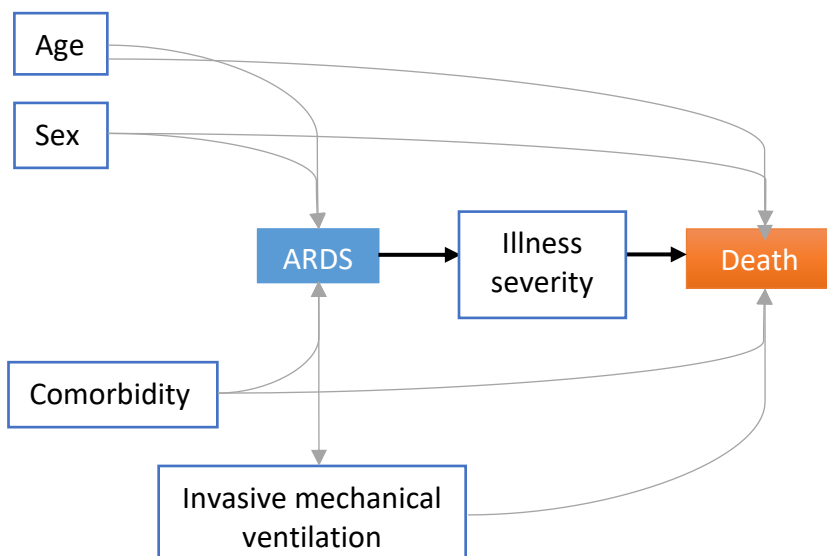 Age
Sex
ARDS
Illness
severity
Death
Comorbidity
Invasive mechanical
ventilation